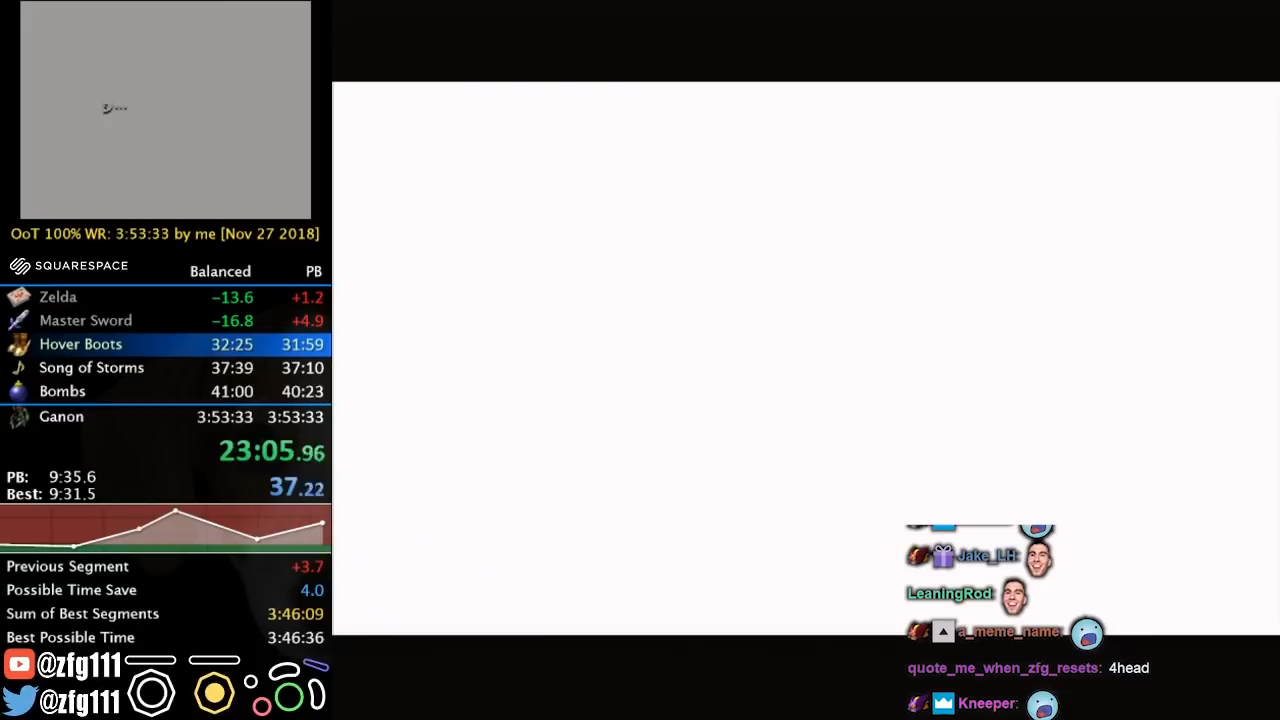 OoT 100% WR: 3:53:33 by me [Nov 27 2018]
SQUARESPACE Balanced PB
Zelda −13.6 +1.2
Master Sword −16.8 +4.9
Hover Boots 32:25 31:59
Song of Storms 37:39 37:10
Bombs 41:00 40:23
Ganon 3:53:33 3:53:33
23:05.96
PB: 9:35.6
Best: 9:31.5
37.22
Previous Segment +3.7
Possible Time Save 4.0
Sum of Best Segments 3:46:09
Best Possible Time 3:46:36
@zfg111
@zfg111
Jake_LH:
LeaningRod:
a_meme_name:
quote_me_when_zfg_resets: 4head
Kneeper: